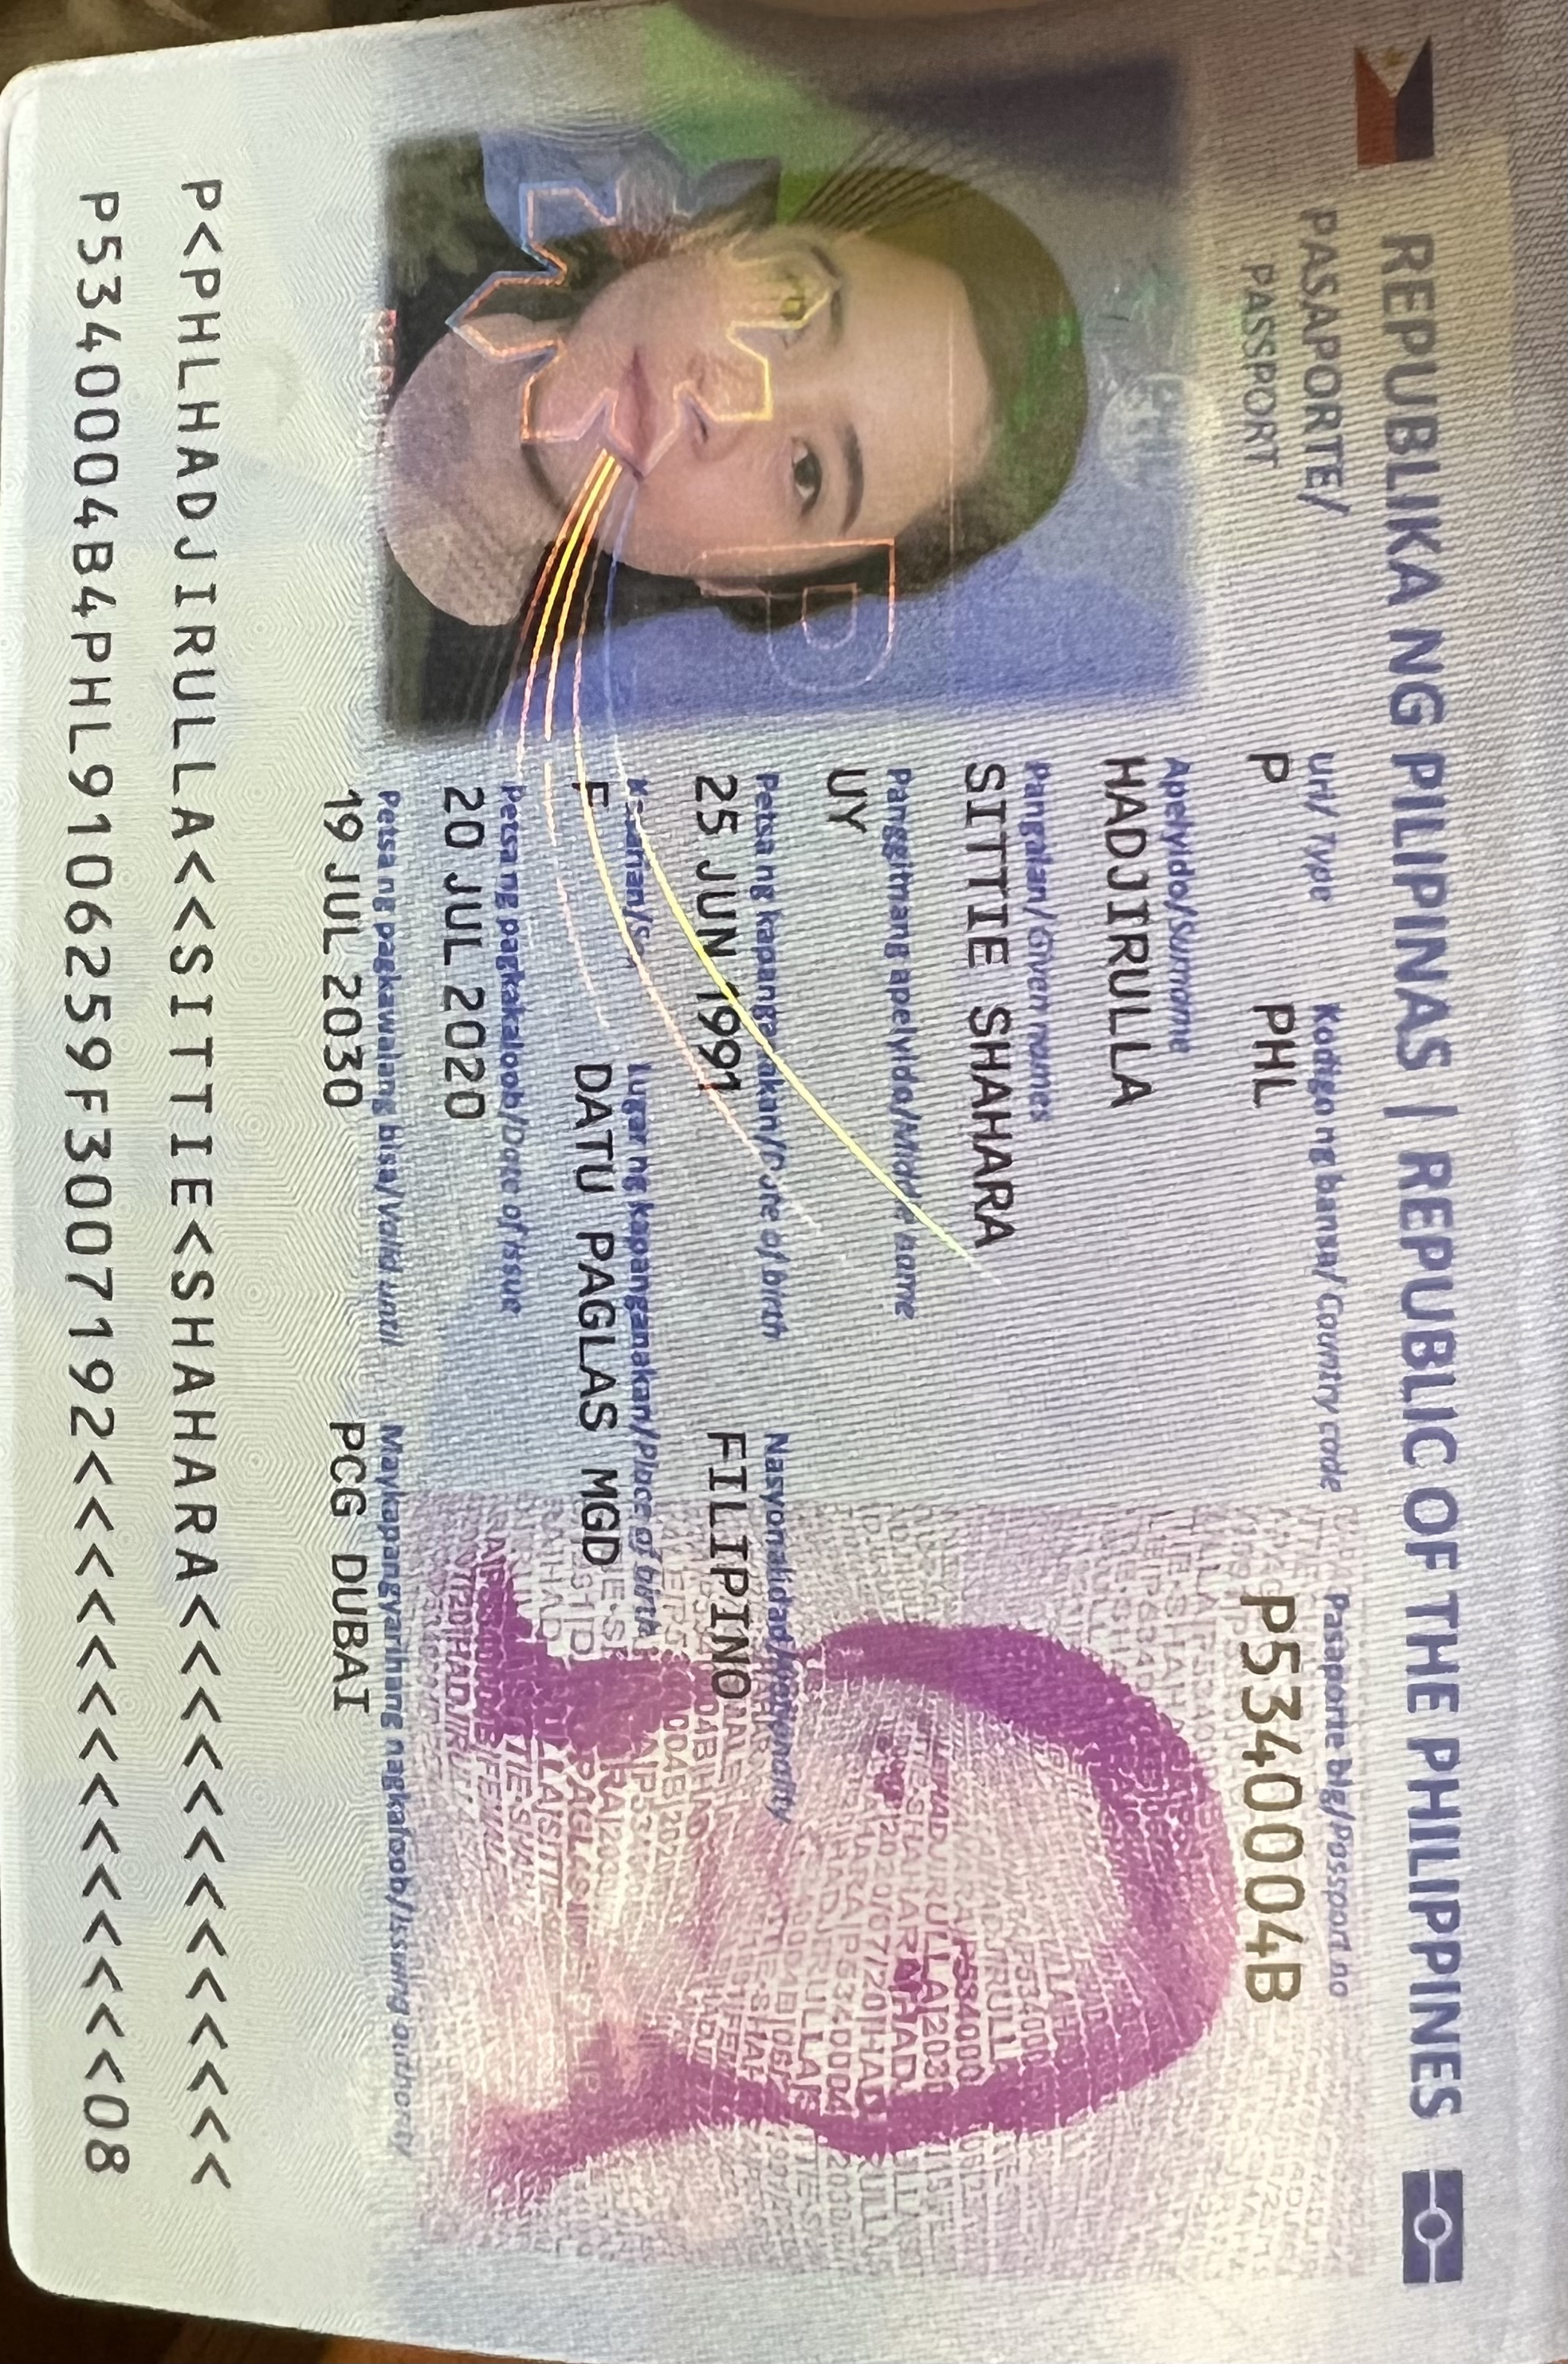 REPUBLIKA NG PILIPINAS | REPUBLIC OF THE PHILIPPINES
PASAPORTE/
PASSPORT
Uri/ Type
Kodigo ng bansa/ Country code
Pasaporte blg/Passport no
P
PHL
P5340004B
Apelyido/Surname
HADJIRULLA
Pangalan/Given names
SITTIE SHAHARA
Panggitnang apelyido/Middle name
UY
Petsa ng kapanganakan/Date of birth
Nasyonalidad/Nationality
25 JUN 1991
FILIPINO
Kasarian/Sex
Lugar ng kapanganakan/Place of birth
F
DATU PAGLAS MGD
Petsa ng pagkakaloob/Date of issue
20 JUL 2020
Petsa ng pagkawalang bisa/Valid until
Maykapangyarihang nagkaloob/Issuing authority
19 JUL 2030
PCG DUBAI
P<PHLHADJIRULLA<<SITTIE<SHAHARA<<<<<<<<<<<<<
P5340004B4PHL9106259F3007192<<<<<<<<<<<<<<08